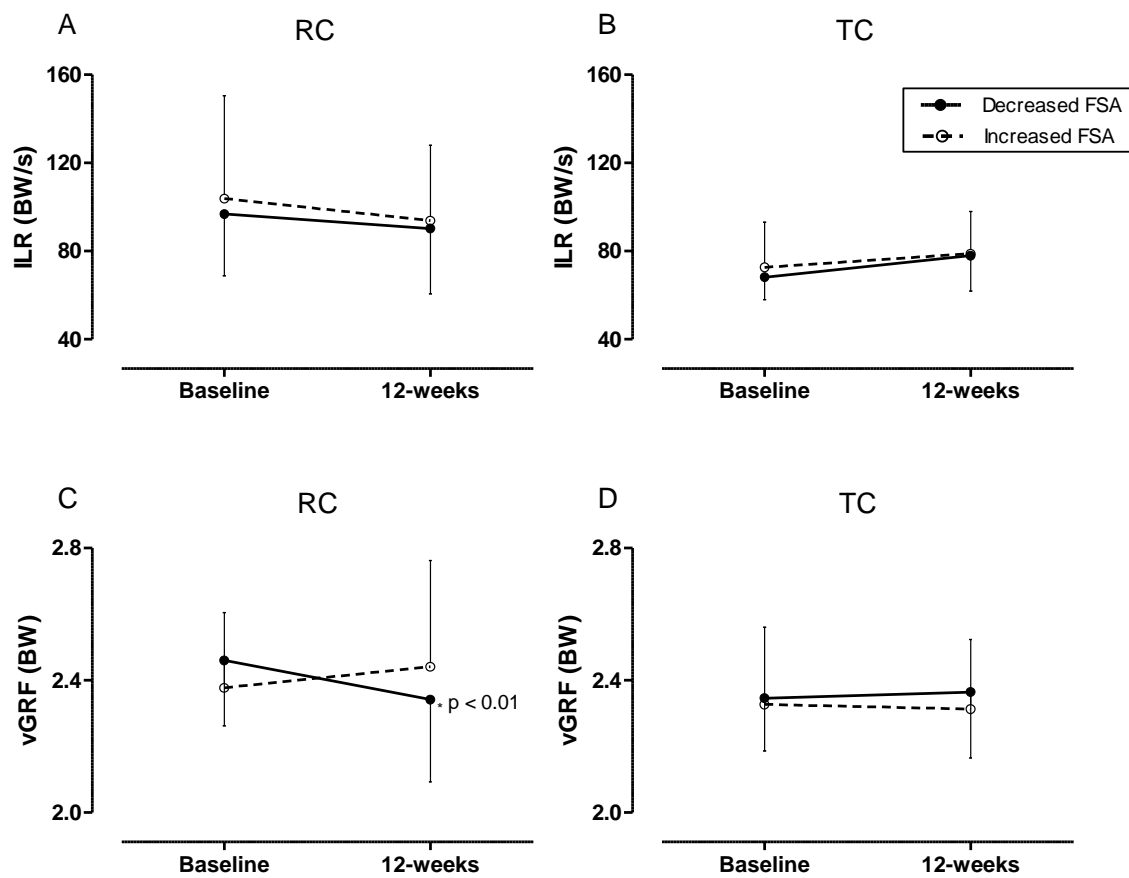 A
RC
160
120
80
40
ILR (BW/s)
Baseline
12-weeks
B
TC
Decreased FSA
Increased FSA
160
120
80
40
ILR (BW/s)
Baseline
12-weeks
C
RC
2.8
2.4
2.0
vGRF (BW)
* p < 0.01
Baseline
12-weeks
D
TC
2.8
2.4
2.0
vGRF (BW)
Baseline
12-weeks